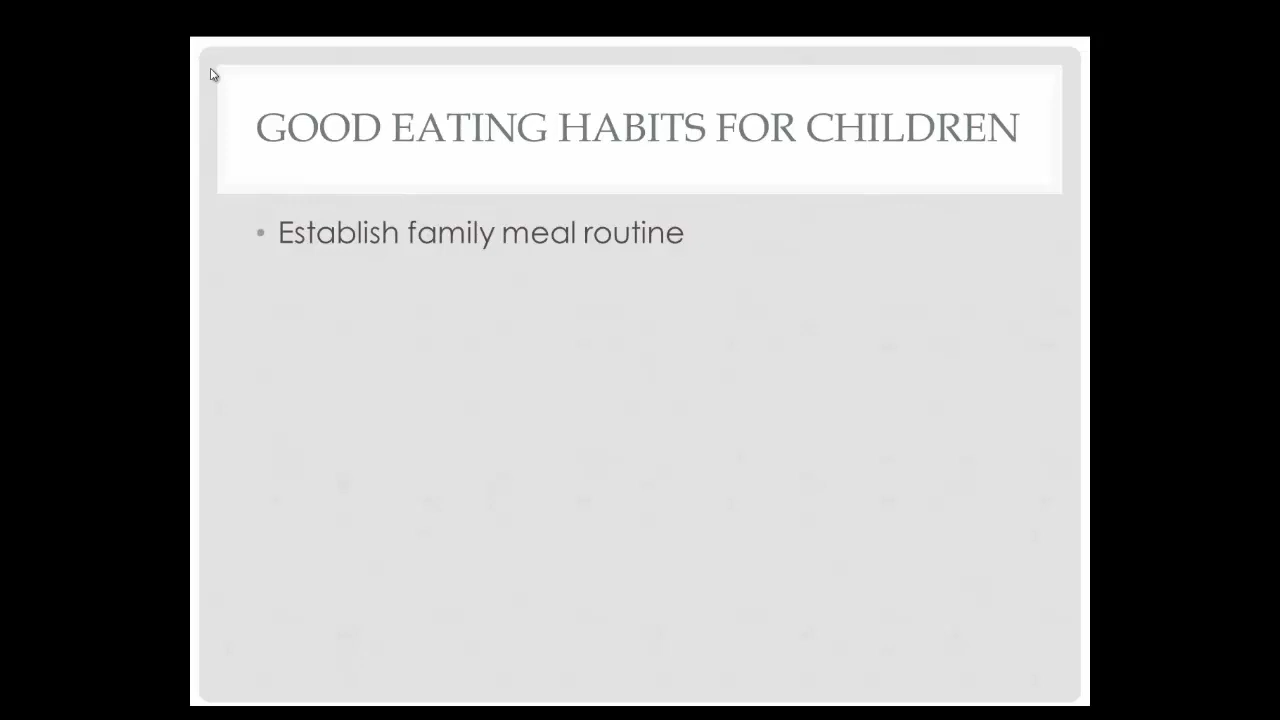 GOOD EATING HABITS FOR CHILDREN
• Establish family meal routine